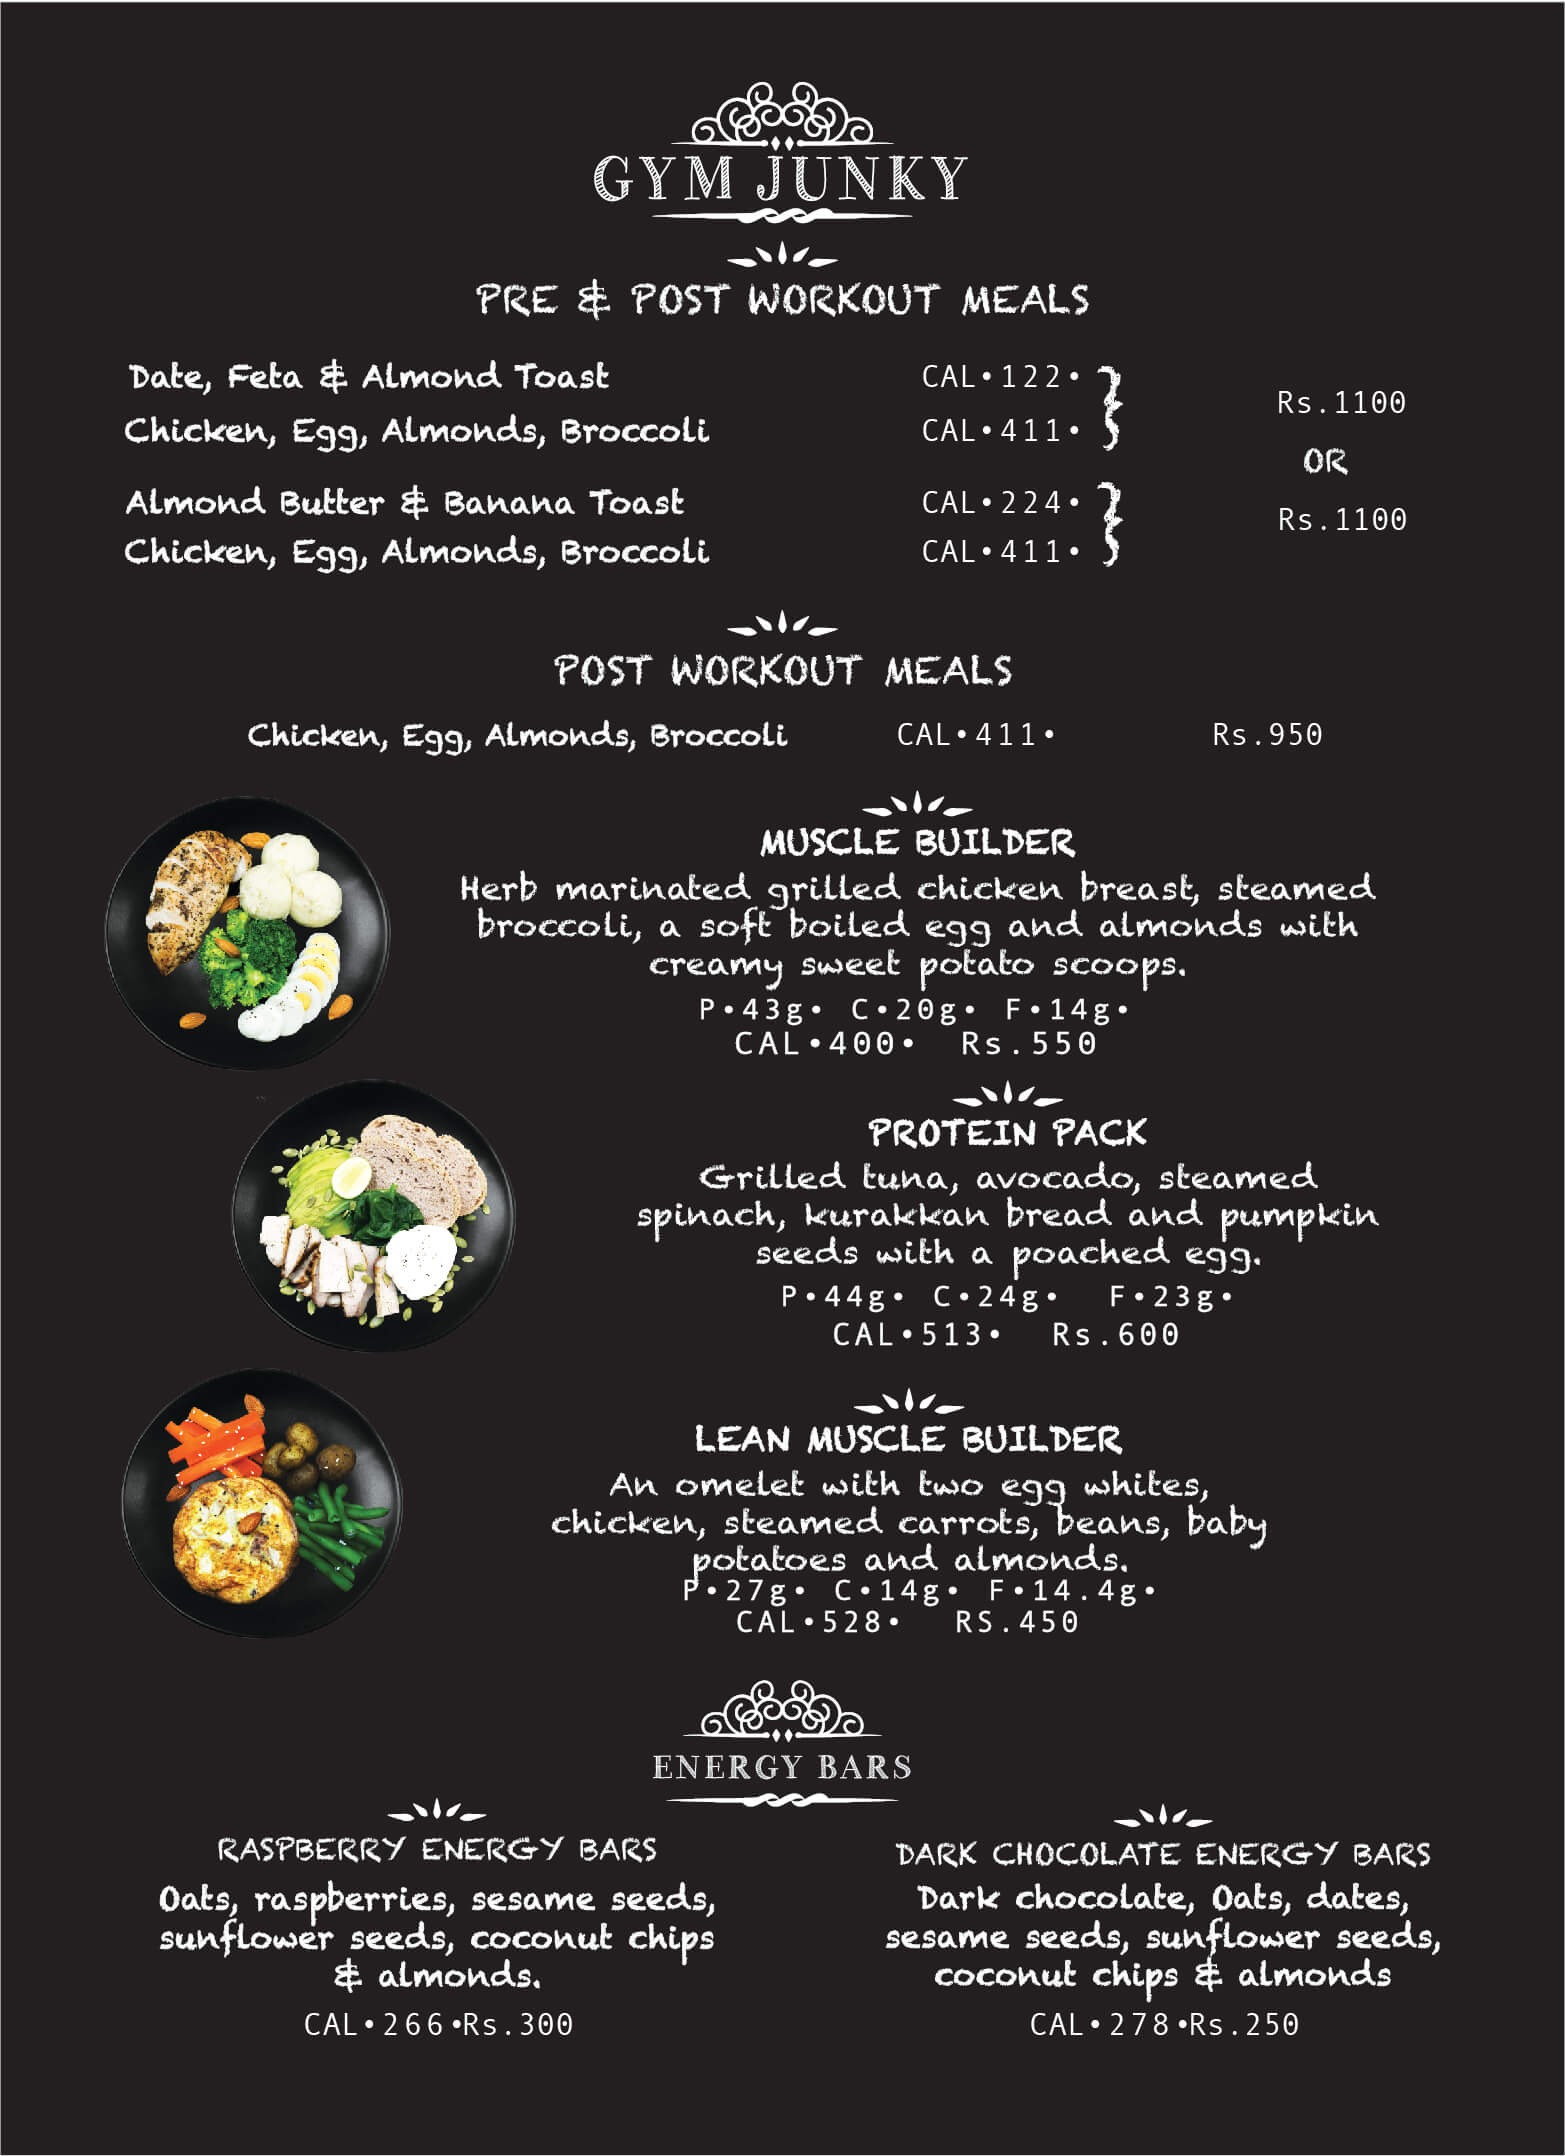 GYM JUNKY
PRE & POST WORKOUT MEALS
Date, Feta & Almond Toast CAL•122•
Rs.1100
Chicken, Egg, Almonds, Broccoli CAL•411•
OR
Almond Butter & Banana Toast CAL•224•
Rs.1100
Chicken, Egg, Almonds, Broccoli CAL•411•
POST WORKOUT MEALS
Chicken, Egg, Almonds, Broccoli CAL•411• Rs.950
MUSCLE BUILDER
Herb marinated grilled chicken breast, steamed
broccoli, a soft boiled egg and almonds with
creamy sweet potato scoops.
P•43g• C•20g• F•14g•
CAL•400• Rs.550
PROTEIN PACK
Grilled tuna, avocado, steamed
spinach, kurakkan bread and pumpkin
seeds with a poached egg.
P•44g• C•24g• F•23g•
CAL•513• Rs.600
LEAN MUSCLE BUILDER
An omelet with two egg whites,
chicken, steamed carrots, beans, baby
potatoes and almonds.
P•27g• C•14g• F•14.4g•
CAL•528• RS.450
ENERGY BARS
RASPBERRY ENERGY BARS
Oats, raspberries, sesame seeds,
sunflower seeds, coconut chips
& almonds.
CAL•266•Rs.300
DARK CHOCOLATE ENERGY BARS
Dark chocolate, Oats, dates,
sesame seeds, sunflower seeds,
coconut chips & almonds
CAL•278•Rs.250